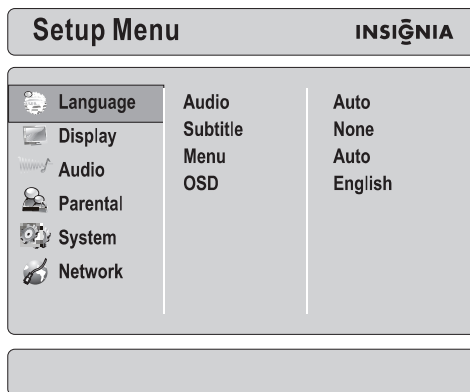 Setup Menu INSIGNIA
Language Audio Auto
Display Subtitle None
Audio Menu Auto
Parental OSD English
System
Network